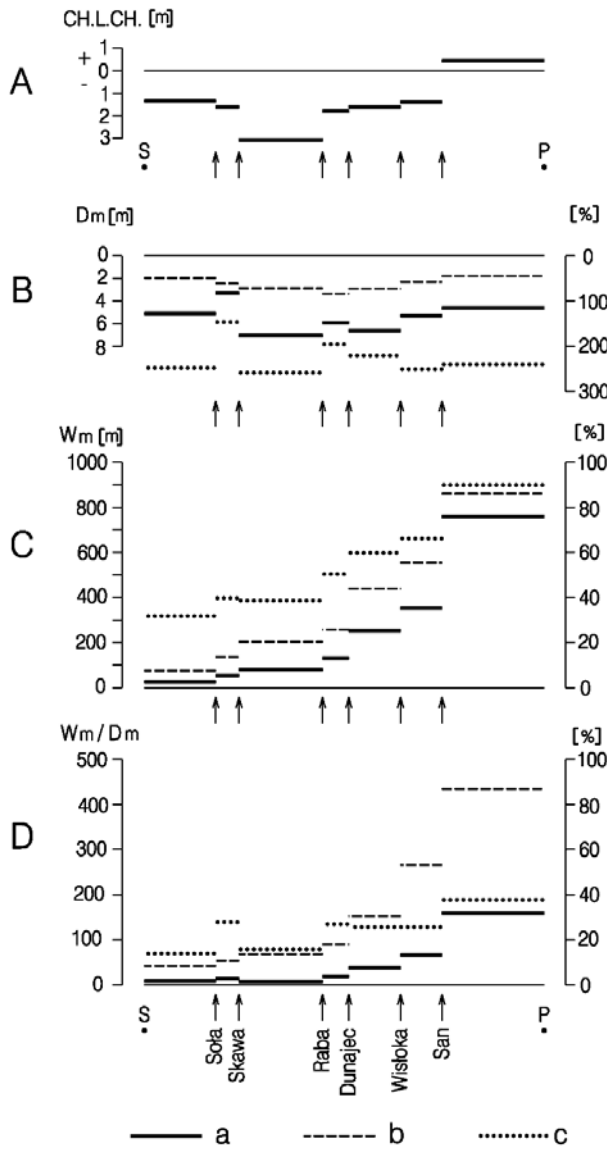 CH.L.CH. [m]
A
1
+
0
-
1
2
3
S
P
Dm [m]
[%]
B
0
2
4
6
8
0
100
200
300
Wm [m]
[%]
C
1000
800
600
400
200
0
100
80
60
40
20
0
Wm / Dm
[%]
D
500
400
300
200
100
0
100
80
60
40
20
0
S
P
Soła
Skawa
Raba
Dunajec
Wisłoka
San
a b c